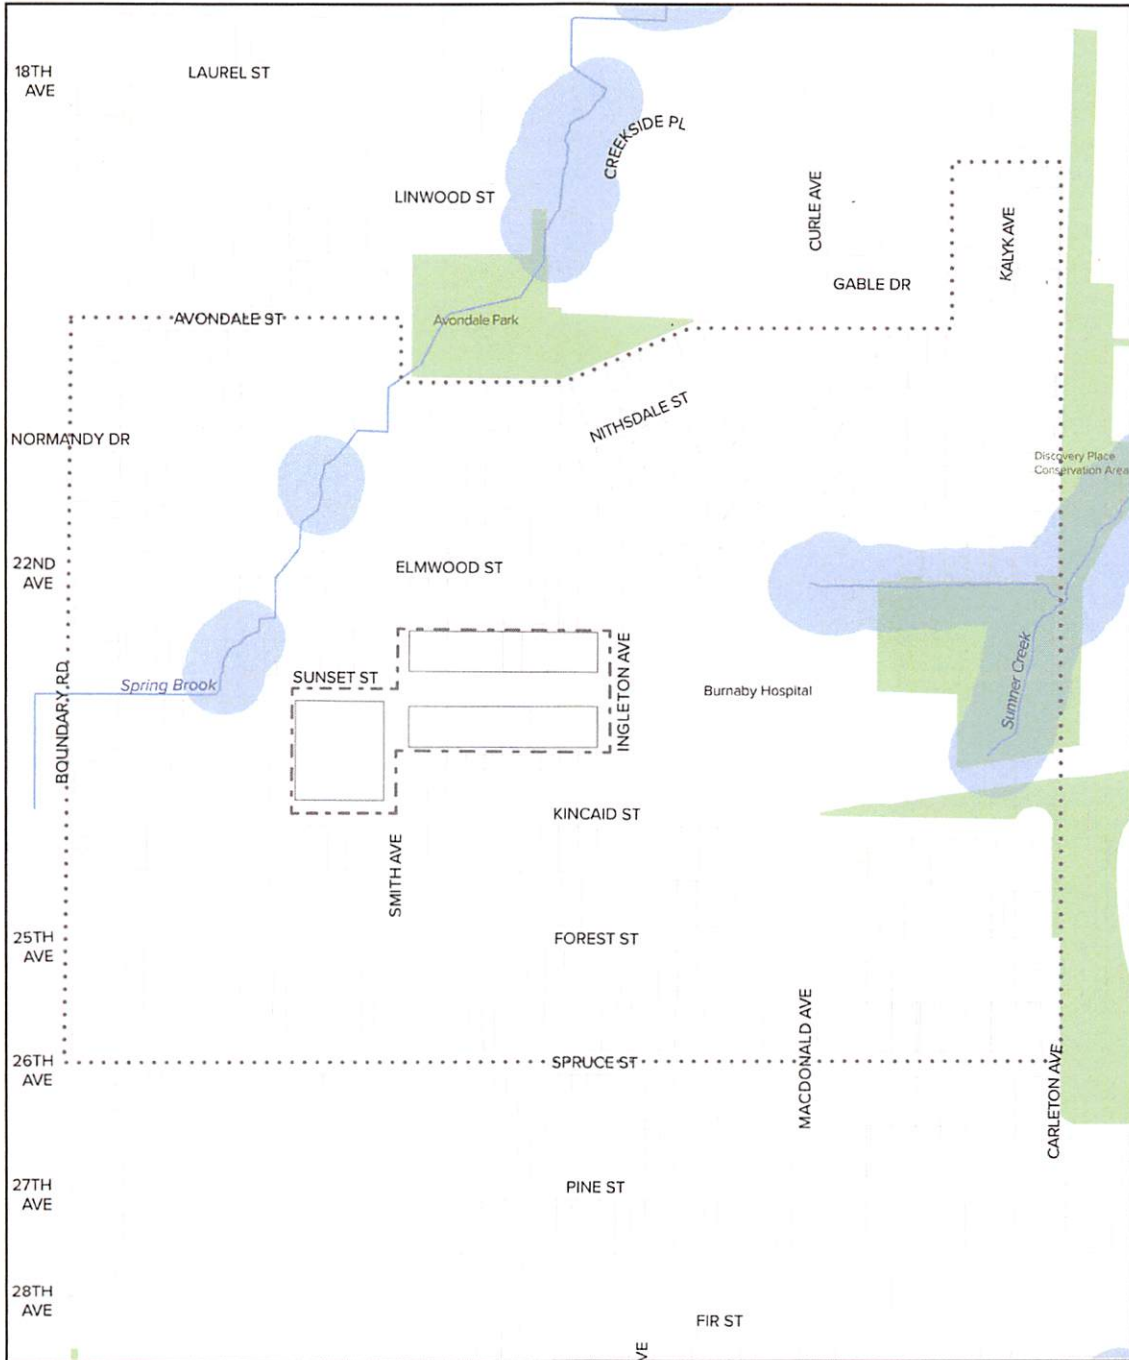 18TH
AVE
LAUREL ST
CREEKSIDE PL
LINWOOD ST
CURLE AVE
KALYK AVE
GABLE DR
AVONDALE ST
Avondale Park
NITHSDALE ST
NORMANDY DR
Discovery Place
Conservation Area
22ND
AVE
ELMWOOD ST
SUNSET ST
INGLETON AVE
Spring Brook
Burnaby Hospital
Sumner Creek
BOUNDARY RD
KINCAID ST
SMITH AVE
25TH
AVE
FOREST ST
MACDONALD AVE
26TH
AVE
SPRUCE ST
CARLETON AVE
27TH
AVE
PINE ST
28TH
AVE
FIR ST
VE